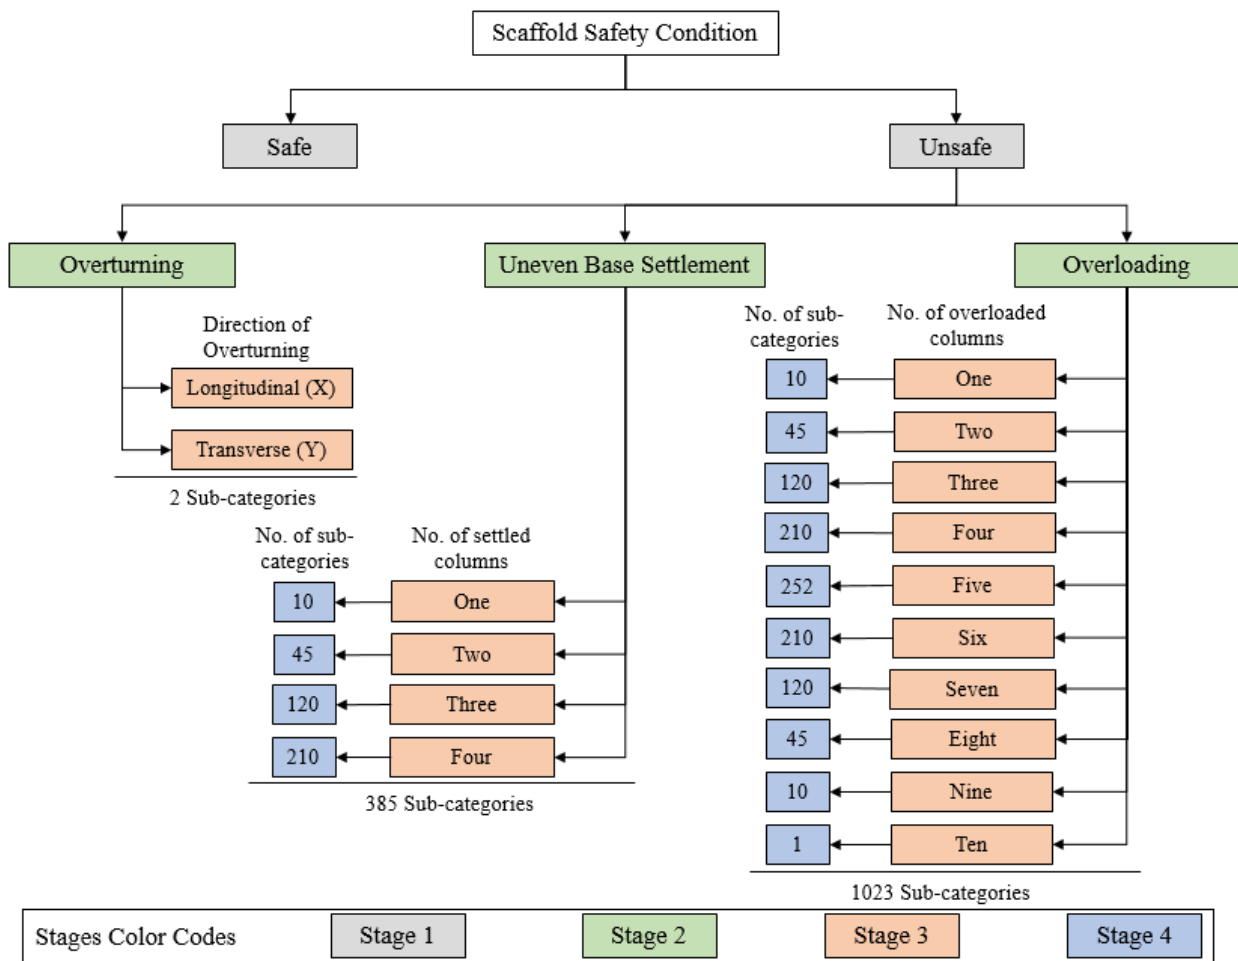 Scaffold Safety Condition
Safe
Unsafe
Overturning
Uneven Base Settlement
Overloading
Direction of
Overturning
Longitudinal (X)
Transverse (Y)
2 Sub-categories
No. of sub-
categories
No. of settled
columns
10
One
45
Two
120
Three
210
Four
385 Sub-categories
No. of sub-
categories
No. of overloaded
columns
10
One
45
Two
120
Three
210
Four
252
Five
210
Six
120
Seven
45
Eight
10
Nine
1
Ten
1023 Sub-categories
Stages Color Codes
Stage 1
Stage 2
Stage 3
Stage 4